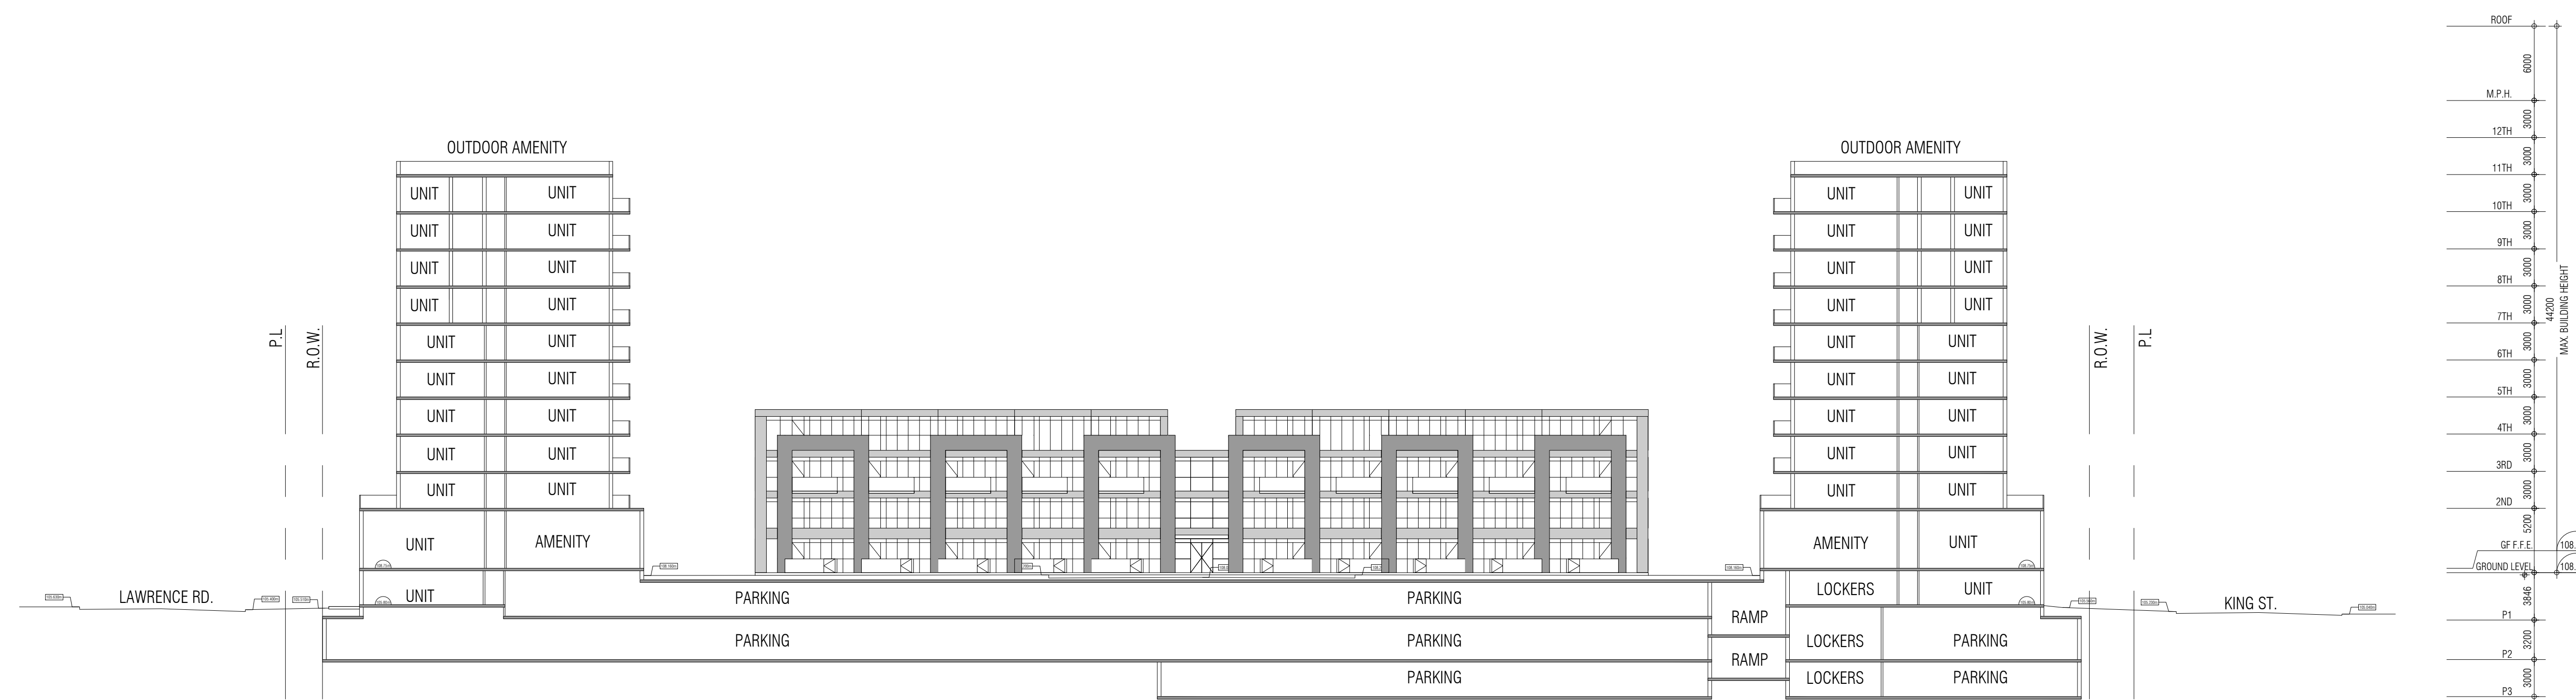 ROOF
6000
M.P.H.
3000
12TH
3000
11TH
3000
10TH
3000
9TH
3000
8TH
3000
7TH
3000
6TH
3000
5TH
3000
4TH
3000
3RD
3000
2ND
5200
GF F.F.E.
GROUND LEVEL
3846
P1
3200
P2
3000
P3
44200
MAX. BUILDING HEIGHT
108.
108.
OUTDOOR AMENITY
OUTDOOR AMENITY
UNIT UNIT UNIT UNIT
UNIT UNIT UNIT UNIT
UNIT UNIT UNIT UNIT
UNIT UNIT UNIT UNIT
P.L R.O.W. R.O.W. P.L
UNIT UNIT UNIT UNIT
UNIT UNIT UNIT UNIT
UNIT UNIT UNIT UNIT
UNIT UNIT UNIT UNIT
UNIT UNIT UNIT UNIT
UNIT AMENITY AMENITY UNIT
LAWRENCE RD. UNIT PARKING PARKING LOCKERS UNIT KING ST.
RAMP
PARKING PARKING LOCKERS PARKING
RAMP
PARKING LOCKERS PARKING